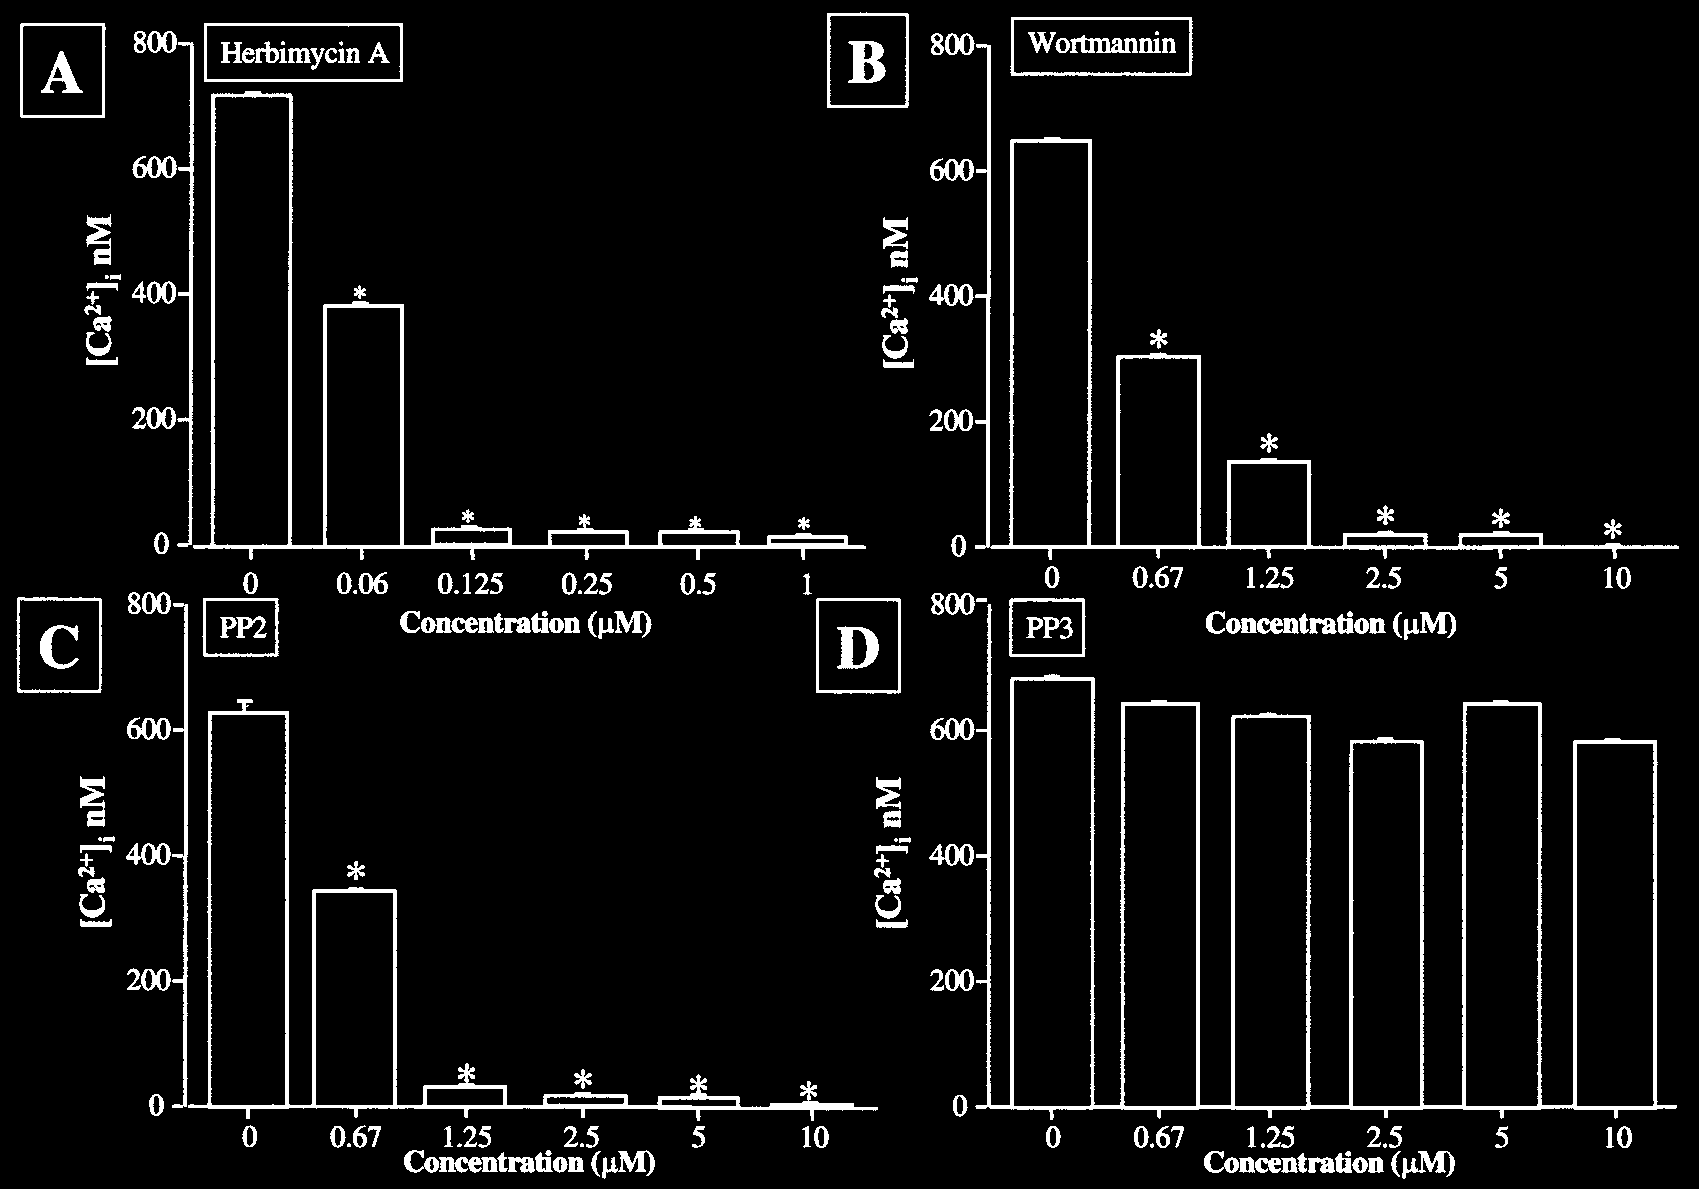 A
Herbimycin A
800
600
400
200
0
[Ca2+]i nM
0 0.06 0.125 0.25 0.5 1
Concentration (μM)
* * * * *
B
Wortmannin
800
600
400
200
0
[Ca2+]i nM
0 0.67 1.25 2.5 5 10
Concentration (μM)
* * * * *
C
PP2
800
600
400
200
0
[Ca2+]i nM
0 0.67 1.25 2.5 5 10
Concentration (μM)
* * * * *
D
PP3
800
600
400
200
0
[Ca2+]i nM
0 0.67 1.25 2.5 5 10
Concentration (μM)